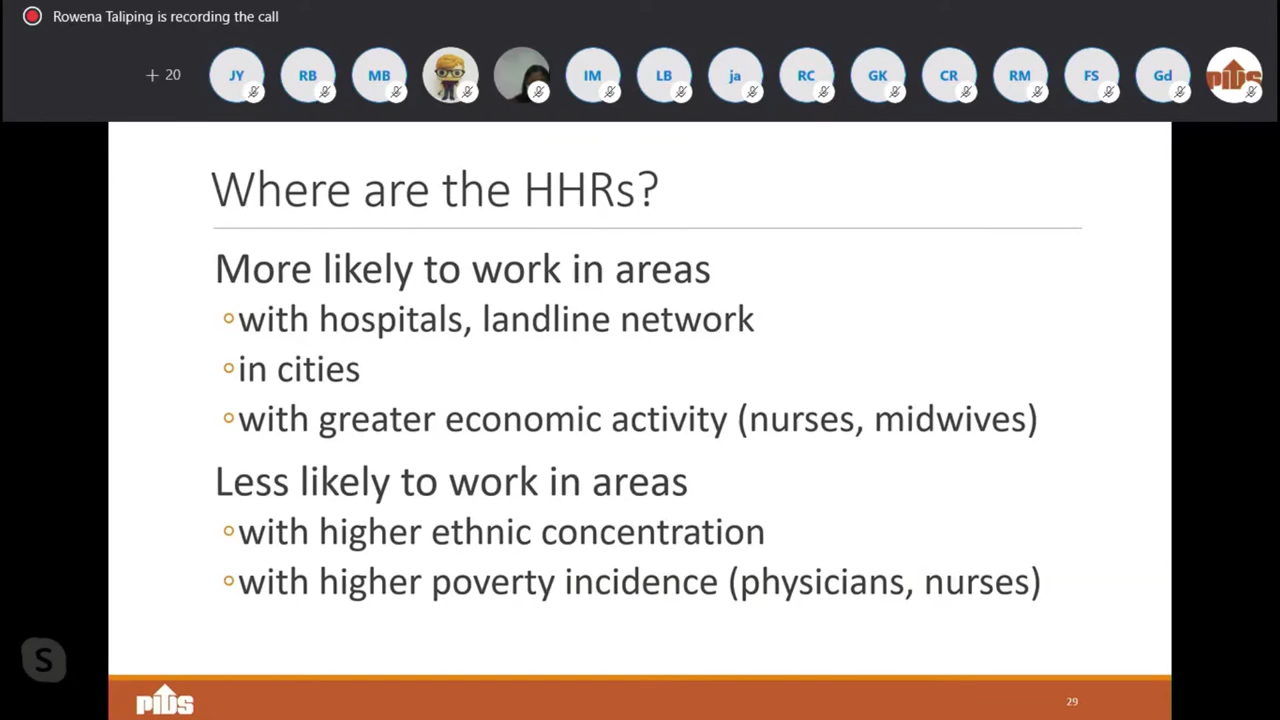 Rowena Taliping is recording the call
+ 20
JY
RB
MB
IM
LB
ja
RC
GK
CR
RM
FS
Gd
PIDS
Where are the HHRs?
More likely to work in areas
with hospitals, landline network
in cities
with greater economic activity (nurses, midwives)
Less likely to work in areas
with higher ethnic concentration
with higher poverty incidence (physicians, nurses)
S
PIDS
29